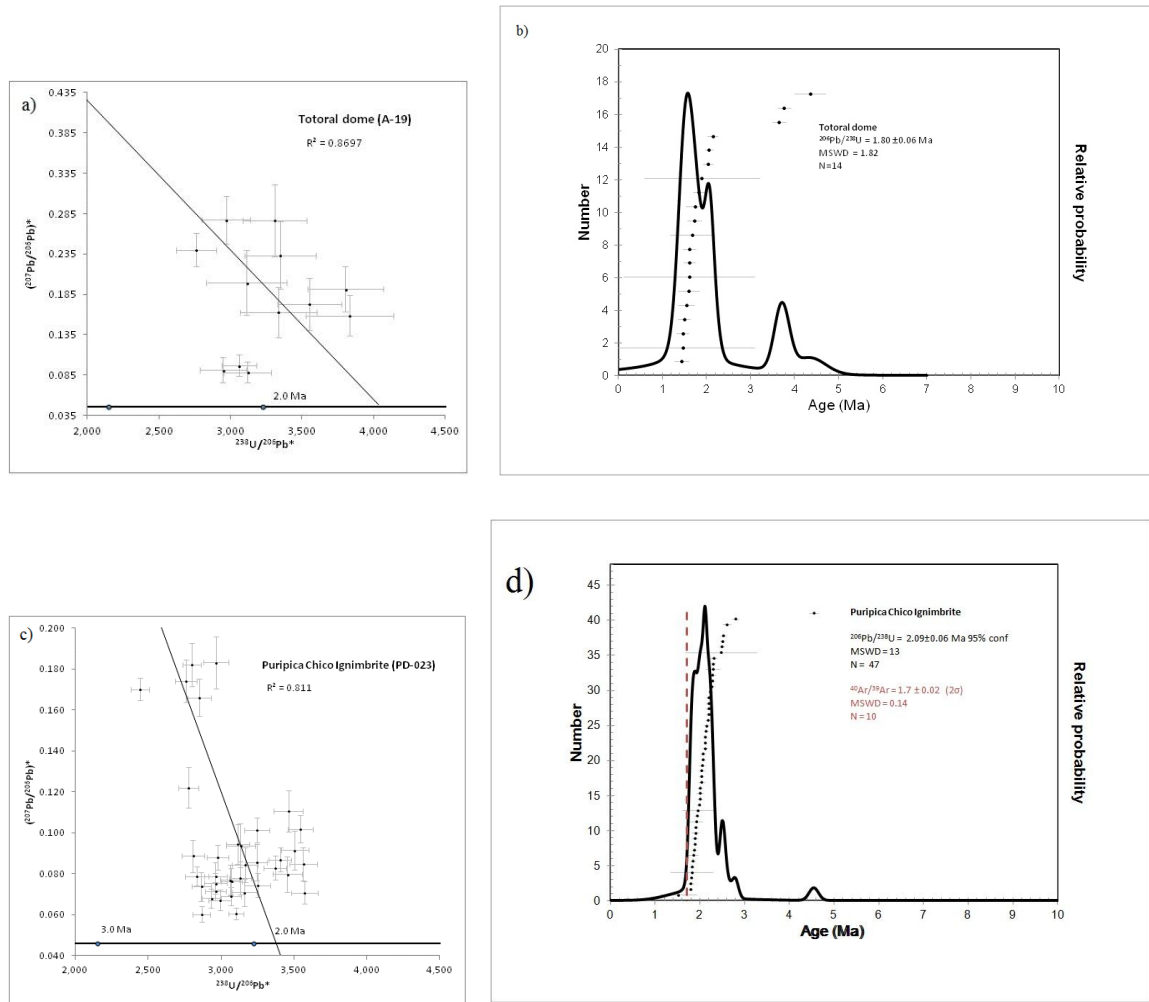 a)
Totoral dome (A-19)
R² = 0.8697
(²⁰⁷Pb/²⁰⁶Pb)*
0.435
0.385
0.335
0.285
0.235
0.185
0.135
0.085
0.035
2.0 Ma
2,000 2,500 3,000 3,500 4,000 4,500
²³⁸U/²⁰⁶Pb*
b)
20
18
16
14
12
10
8
6
4
2
0
Number
Totoral dome
²⁰⁶Pb/²³⁸U = 1.80 ±0.06 Ma
MSWD = 1.82
N=14
Relative probability
0 1 2 3 4 5 6 7 8 9 10
Age (Ma)
c)
Puripica Chico Ignimbrite (PD-023)
R² = 0.811
(²⁰⁷Pb/²⁰⁶Pb)*
0.200
0.180
0.160
0.140
0.120
0.100
0.080
0.060
0.040
3.0 Ma
2.0 Ma
2,000 2,500 3,000 3,500 4,000 4,500
²³⁸U/²⁰⁶Pb*
d)
45
40
35
30
25
20
15
10
5
0
Number
Puripica Chico Ignimbrite
²⁰⁶Pb/²³⁸U = 2.09±0.06 Ma 95% conf
MSWD = 13
N = 47
⁴⁰Ar/³⁹Ar = 1.7 ± 0.02 (2σ)
MSWD = 0.14
N = 10
Relative probability
0 1 2 3 4 5 6 7 8 9 10
Age (Ma)